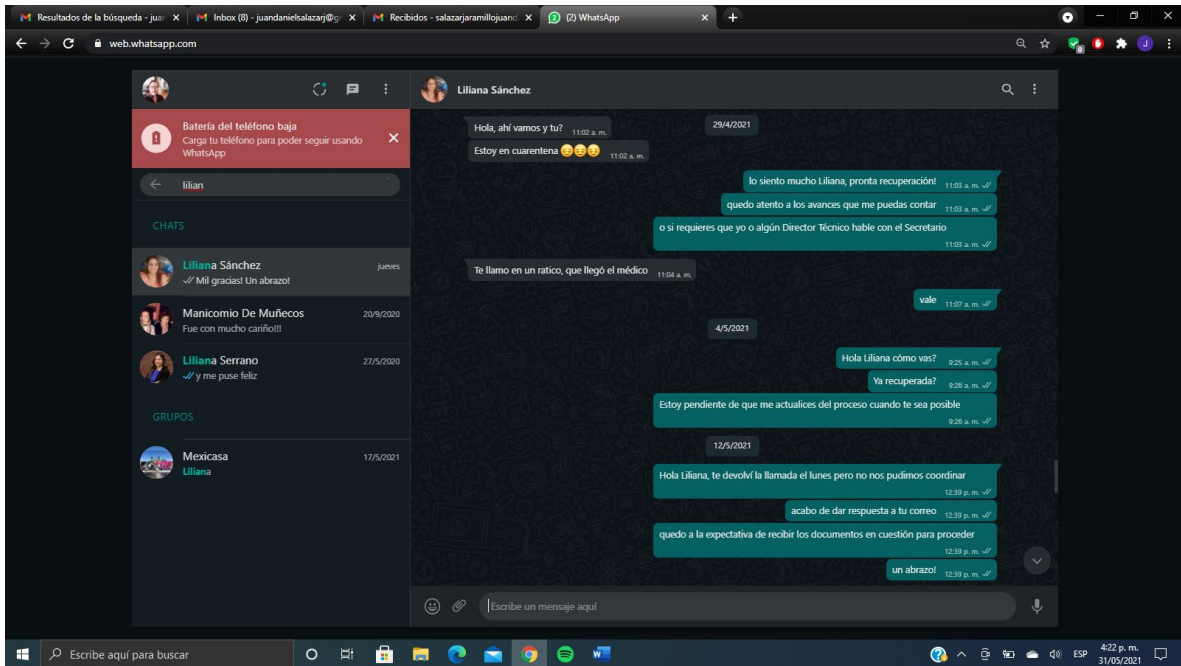 Resultados de la búsqueda - juan
Inbox (8) - juandanielsalazarj@g
Recibidos - salazarjaramillojuand
(2) WhatsApp
web.whatsapp.com
Batería del teléfono baja
Carga tu teléfono para poder seguir usando
WhatsApp
lilian
CHATS
Liliana Sánchez
jueves
Mil gracias! Un abrazo!
Manicomio De Muñecos
20/9/2020
Fue con mucho cariño!!!
Liliana Serrano
27/5/2020
y me puse feliz
GRUPOS
Mexicasa
17/5/2021
Liliana
Liliana Sánchez
29/4/2021
Hola, ahí vamos y tu? 11:02 a. m.
Estoy en cuarentena 😔😔😔 11:02 a. m.
lo siento mucho Liliana, pronta recuperación! 11:03 a. m.
quedo atento a los avances que me puedas contar 11:03 a. m.
o si requieres que yo o algún Director Técnico hable con el Secretario
11:03 a. m.
Te llamo en un ratico, que llegó el médico 11:04 a. m.
vale 11:07 a. m.
4/5/2021
Hola Liliana cómo vas? 9:25 a. m.
Ya recuperada? 9:26 a. m.
Estoy pendiente de que me actualices del proceso cuando te sea posible
9:26 a. m.
12/5/2021
Hola Liliana, te devolví la llamada el lunes pero no nos pudimos coordinar
12:39 p. m.
acabo de dar respuesta a tu correo 12:39 p. m.
quedo a la expectativa de recibir los documentos en cuestión para proceder
12:39 p. m.
un abrazo! 12:39 p. m.
Escribe un mensaje aquí
Escribe aquí para buscar
ESP
4:22 p. m.
31/05/2021